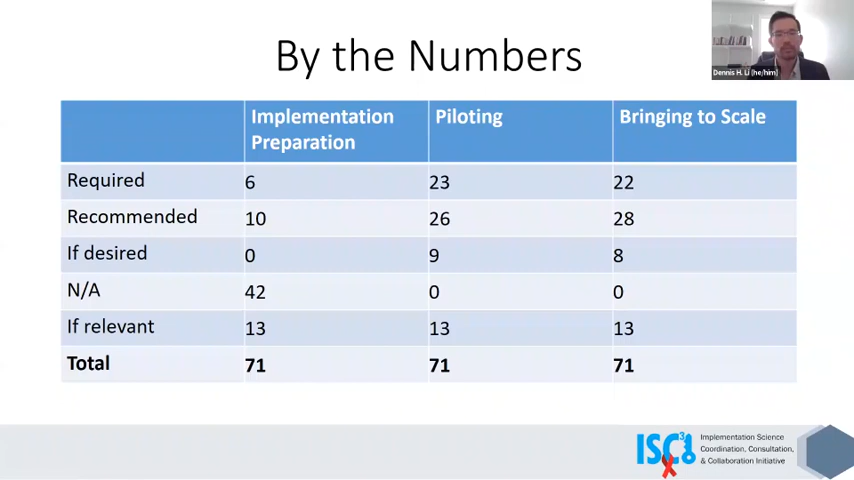 By the Numbers
Dennis H. Li (he/him)
Implementation Preparation Piloting Bringing to Scale
Required 6 23 22
Recommended 10 26 28
If desired 0 9 8
N/A 42 0 0
If relevant 13 13 13
Total 71 71 71
ISC3
Implementation Science
Coordination, Consultation,
& Collaboration Initiative